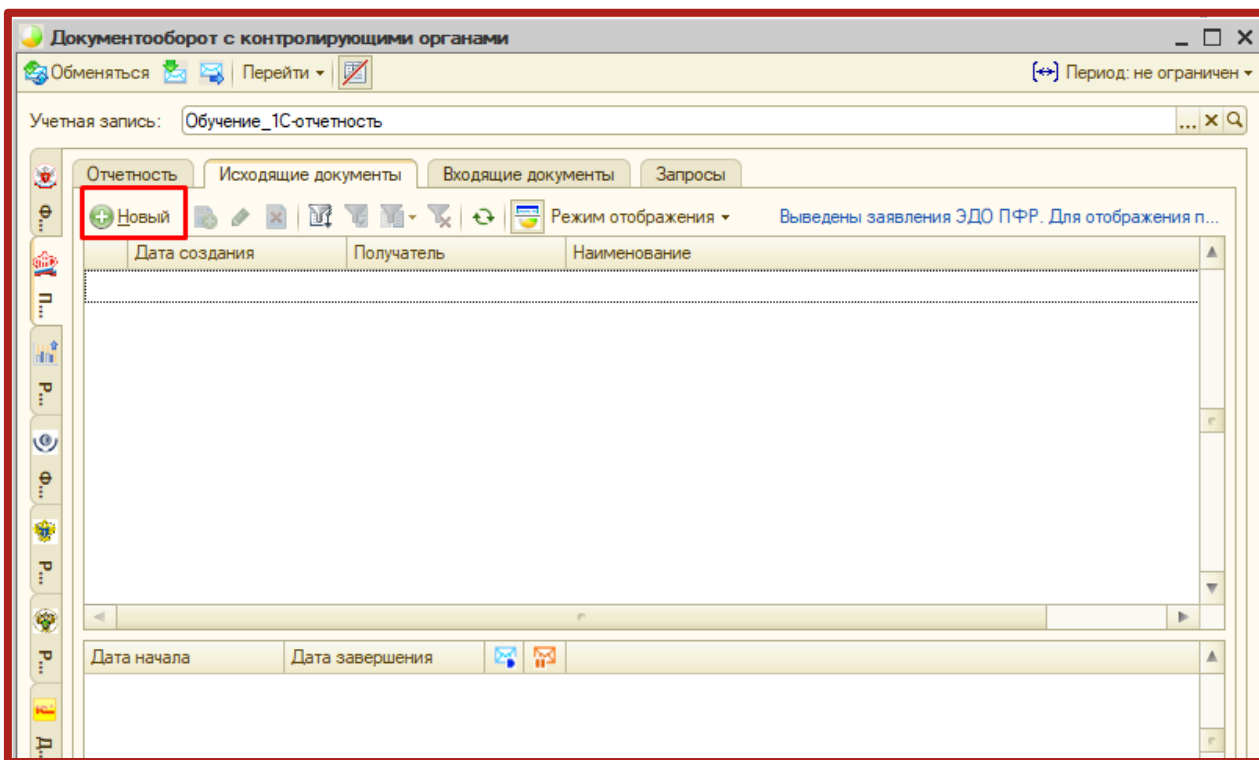 Документооборот с контролирующими органами
Обменяться Перейти Период: не ограничен
Учетная запись: Обучение_1С-отчетность ...
Отчетность Исходящие документы Входящие документы Запросы
Новый Режим отображения Выведены заявления ЭДО ПФР. Для отображения п...
Дата создания Получатель Наименование
Ф...
П...
Р...
Ф...
Р...
Р...
Д...
Дата начала Дата завершения